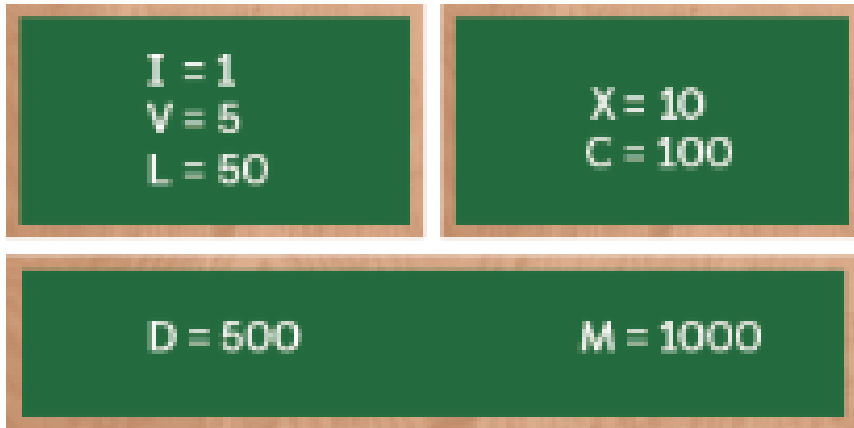 I = 1
V = 5
L = 50
X = 10
C = 100
D = 500
M = 1000